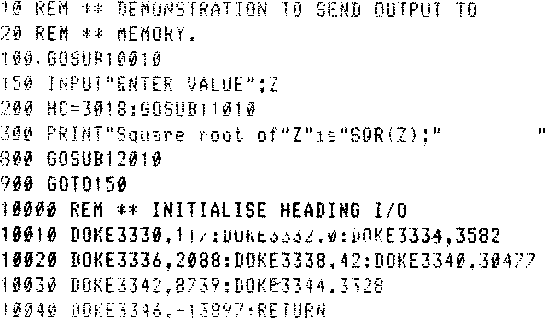 10 REM ** DEMONSTRATION TO SEND OUTPUT TO
20 REM ** MEMORY.
100 GOSUB10010
150 INPUT"ENTER VALUE";Z
200 HC=3018:GOSUB11010
300 PRINT"Square root of"Z"is"SQR(Z);"        "
800 GOSUB12010
900 GOTO150
10000 REM ** INITIALISE HEADING I/O
10010 DOKE3330,117:DOKE3332,0:DOKE3334,3582
10020 DOKE3336,2088:DOKE3338,42:DOKE3340,30477
10030 DOKE3342,8739:DOKE3344,3328
10040 DOKE3346,-13897:RETURN